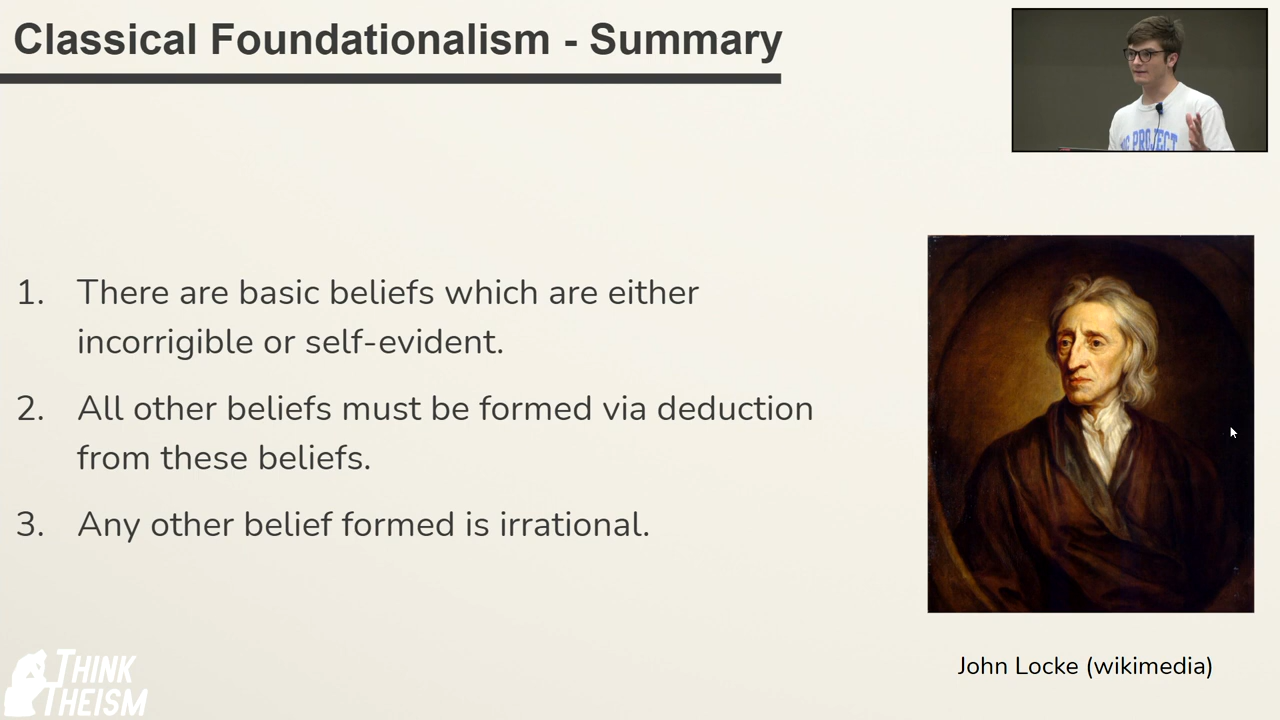 Classical Foundationalism - Summary
1. There are basic beliefs which are either
incorrigible or self-evident.
2. All other beliefs must be formed via deduction
from these beliefs.
3. Any other belief formed is irrational.
PROJECT
John Locke (wikimedia)
THINK
THEISM